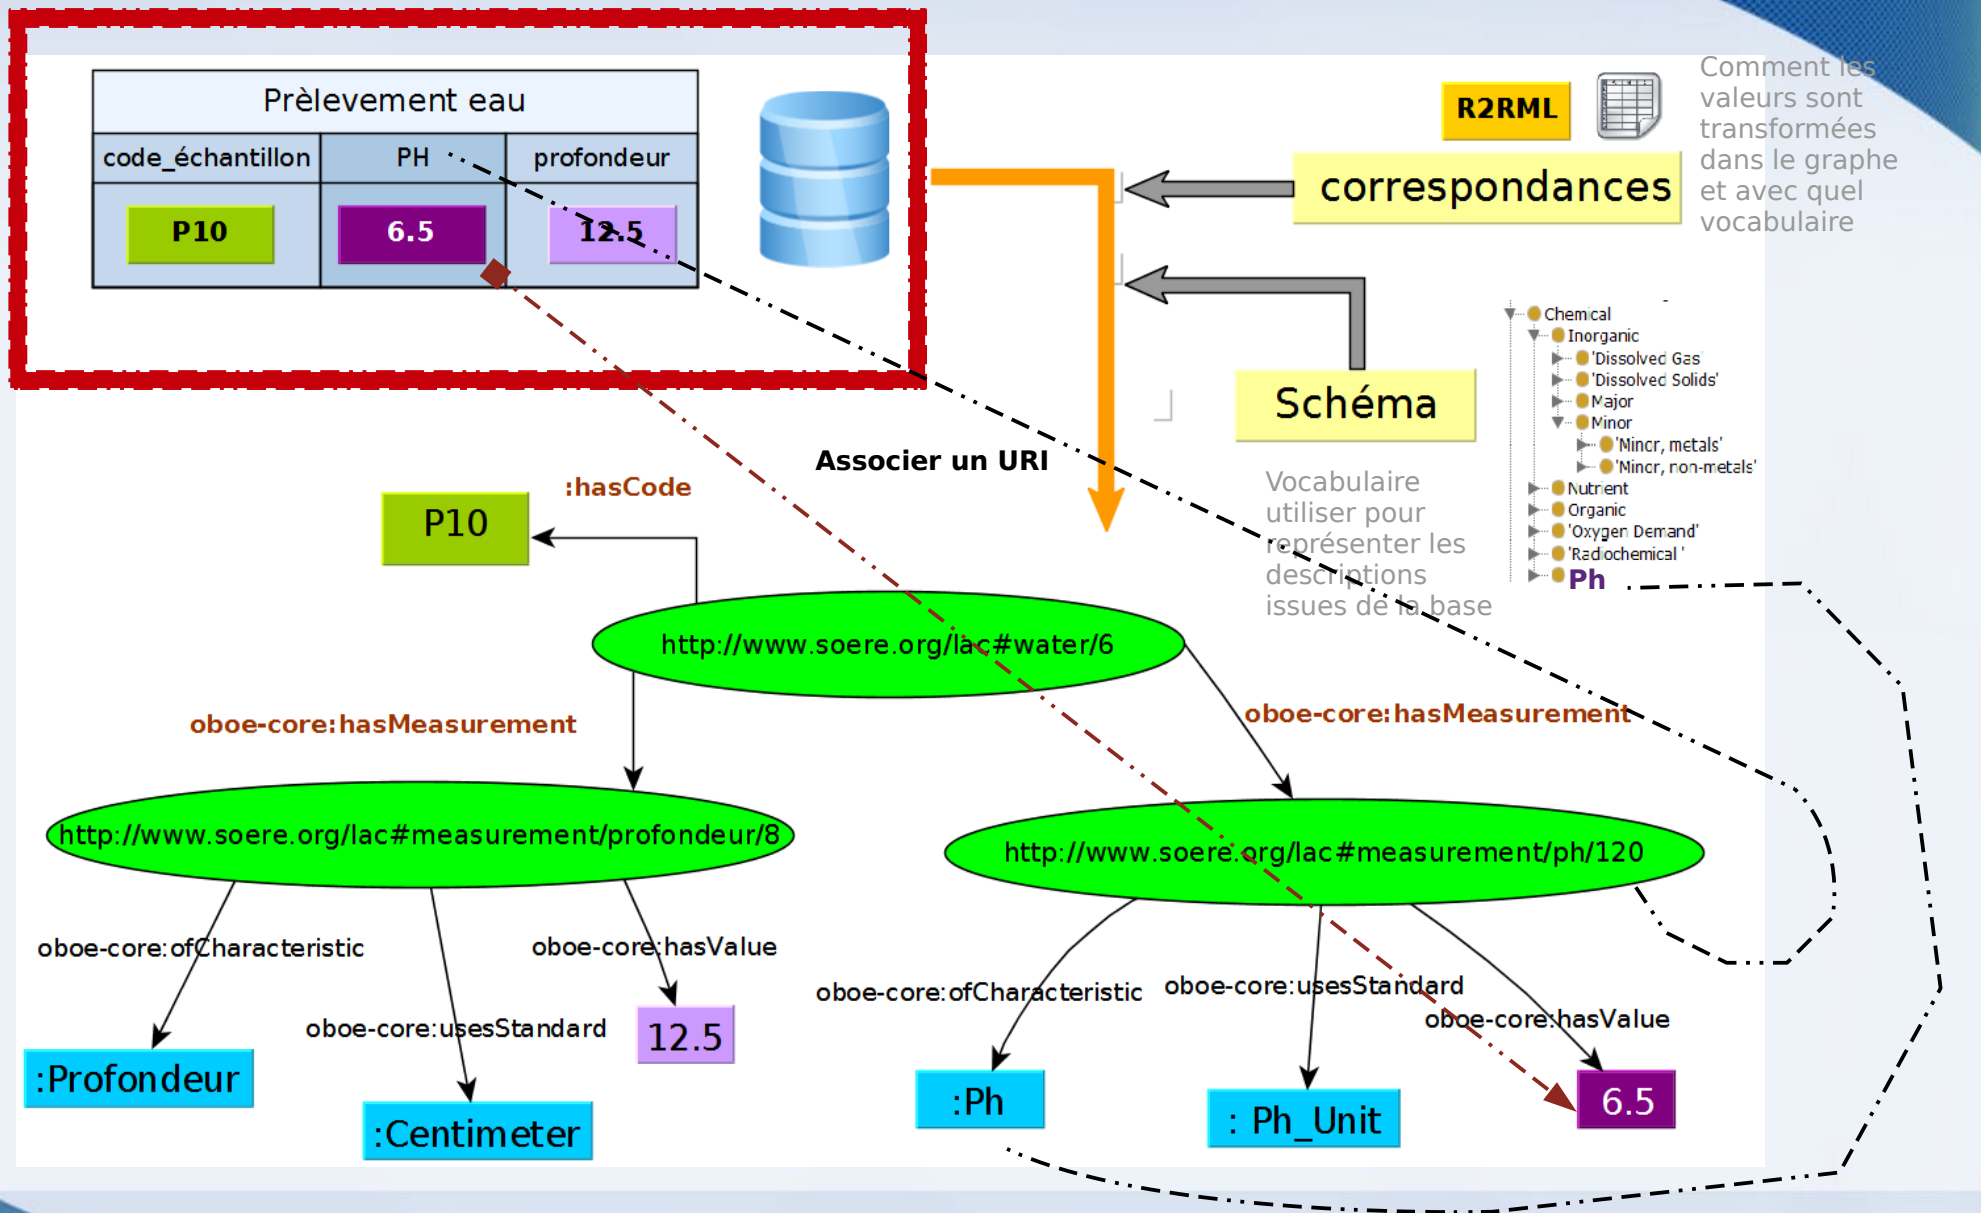 Prèlevement eau
code_échantillon PH profondeur
P10 6.5 12.5
R2RML
correspondances
Comment les
valeurs sont
transformées
dans le graphe
et avec quel
vocabulaire
Schéma
Chemical
Inorganic
'Dissolved Gas'
'Dissolved Solids'
Major
Minor
'Minor, metals'
'Minor, non-metals'
Nutrient
Organic
'Oxygen Demand'
'Radiochemical '
Ph
Associer un URI
Vocabulaire
utiliser pour
représenter les
descriptions
issues de la base
:hasCode
P10
http://www.soere.org/lac#water/6
oboe-core:hasMeasurement
oboe-core:hasMeasurement
http://www.soere.org/lac#measurement/profondeur/8
http://www.soere.org/lac#measurement/ph/120
oboe-core:ofCharacteristic
oboe-core:hasValue
oboe-core:usesStandard
12.5
:Profondeur
:Centimeter
oboe-core:ofCharacteristic
oboe-core:usesStandard
oboe-core:hasValue
:Ph
: Ph_Unit
6.5